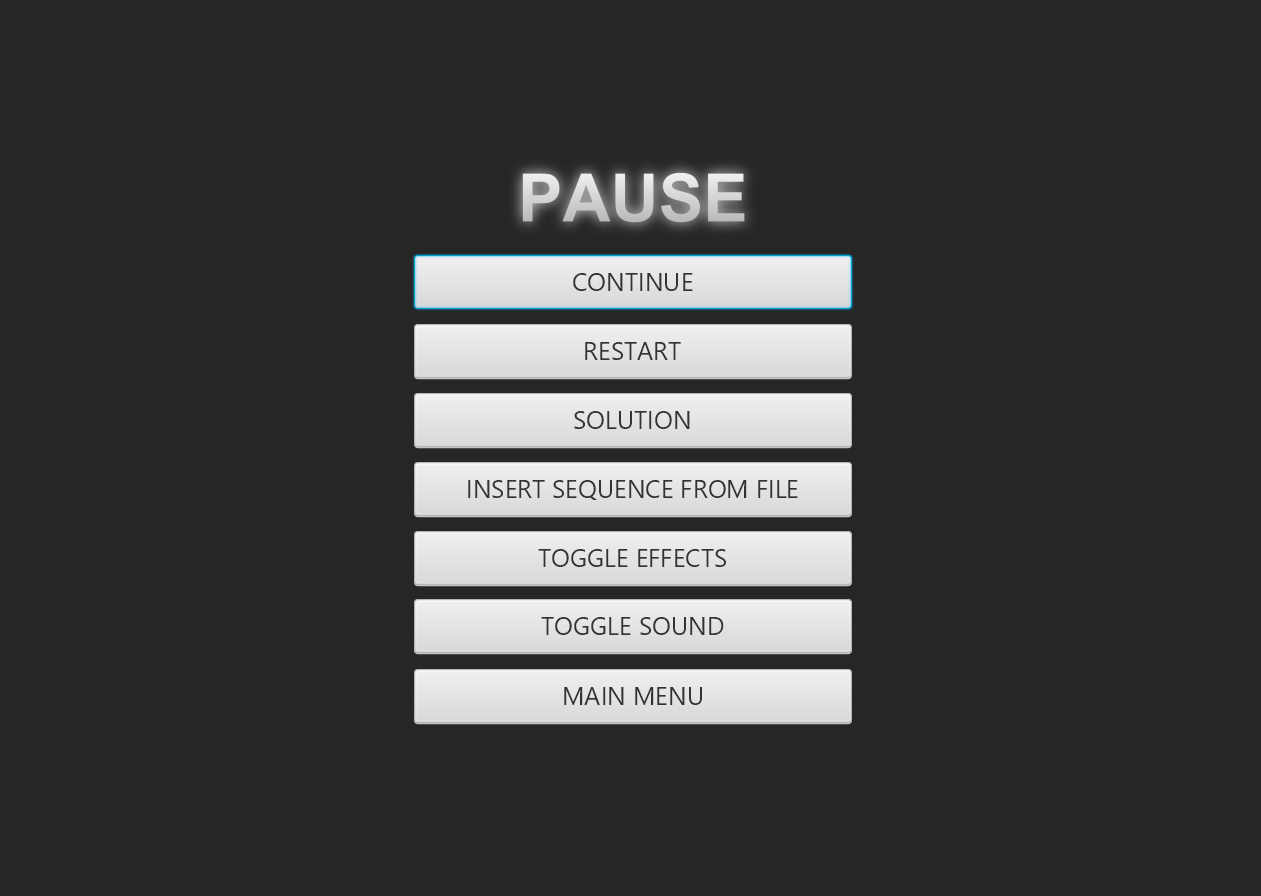 PAUSE
CONTINUE
RESTART
SOLUTION
INSERT SEQUENCE FROM FILE
TOGGLE EFFECTS
TOGGLE SOUND
MAIN MENU